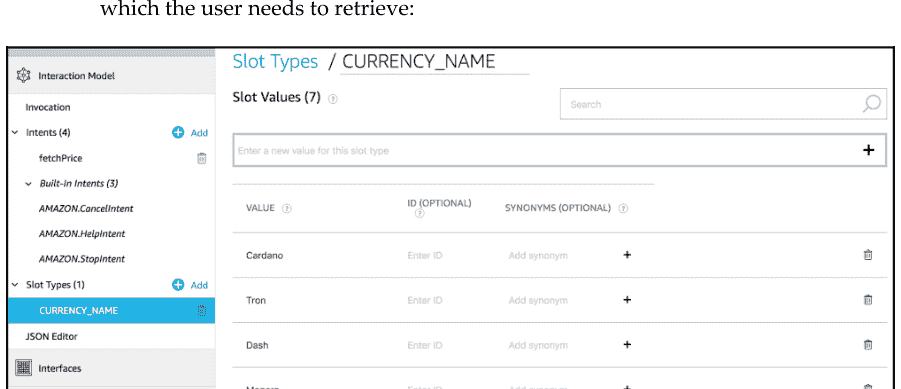 which the user needs to retrieve:
Slot Types / CURRENCY_NAME
Interaction Model
Slot Values (7)
Search
Invocation
Intents (4) Add
Enter a new value for this slot type
fetchPrice
Built-in Intents (3)
VALUE ID (OPTIONAL) SYNONYMS (OPTIONAL)
AMAZON.CancelIntent
AMAZON.HelpIntent
AMAZON.StopIntent
Cardano Enter ID Add synonym
Slot Types (1) Add
CURRENCY_NAME
Tron Enter ID Add synonym
JSON Editor
Dash Enter ID Add synonym
Interfaces